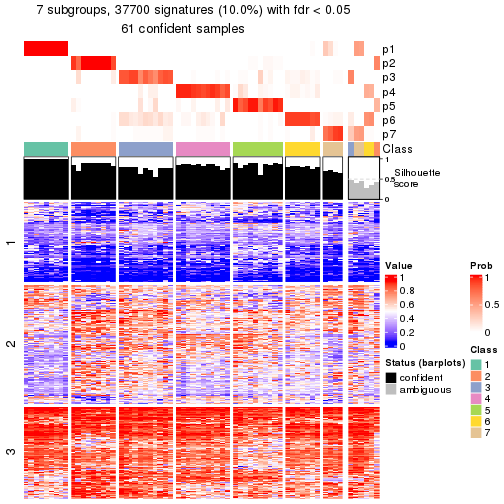 7 subgroups, 37700 signatures (10.0%) with fdr < 0.05
61 confident samples
p1
p2
p3
p4
p5
p6
p7
Class
1
0.5
0
Silhouette
score
1
2
3
Value
1
0.8
0.6
0.4
0.2
0
Status (barplots)
confident
ambiguous
Prob
1
0.5
0
Class
1
2
3
4
5
6
7